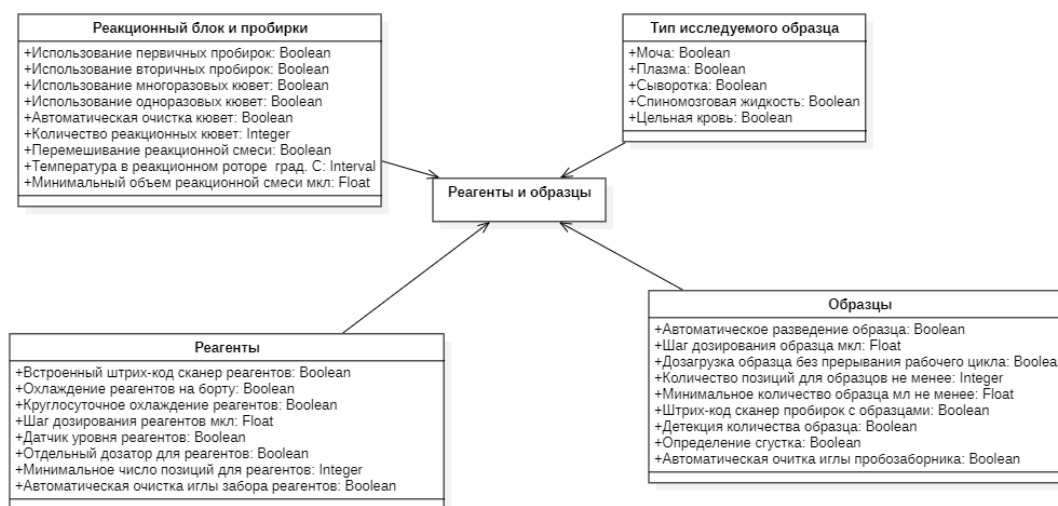 Реакционный блок и пробирки
+Использование первичных пробирок: Boolean
+Использование вторичных пробирок: Boolean
+Использование многоразовых кювет: Boolean
+Использование одноразовых кювет: Boolean
+Автоматическая очистка кювет: Boolean
+Количество реакционных кювет: Integer
+Перемешивание реакционной смеси: Boolean
+Температура в реакционном роторе град. С: Interval
+Минимальный объем реакционной смеси мкл: Float
Тип исследуемого образца
+Моча: Boolean
+Плазма: Boolean
+Сыворотка: Boolean
+Спиномозговая жидкость: Boolean
+Цельная кровь: Boolean
Реагенты и образцы
Реагенты
+Встроенный штрих-код сканер реагентов: Boolean
+Охлаждение реагентов на борту: Boolean
+Круглосуточное охлаждение реагентов: Boolean
+Шаг дозирования реагентов мкл: Float
+Датчик уровня реагентов: Boolean
+Отдельный дозатор для реагентов: Boolean
+Минимальное число позиций для реагентов: Integer
+Автоматическая очистка иглы забора реагентов: Boolean
Образцы
+Автоматическое разведение образца: Boolean
+Шаг дозирования образца мкл: Float
+Дозагрузка образца без прерывания рабочего цикла: Boolea
+Количество позиций для образцов не менее: Integer
+Минимальное количество образца мл не менее: Float
+Штрих-код сканер пробирок с образцами: Boolean
+Детекция количества образца: Boolean
+Определение сгустка: Boolean
+Автоматическая очитка иглы пробозаборника: Boolean